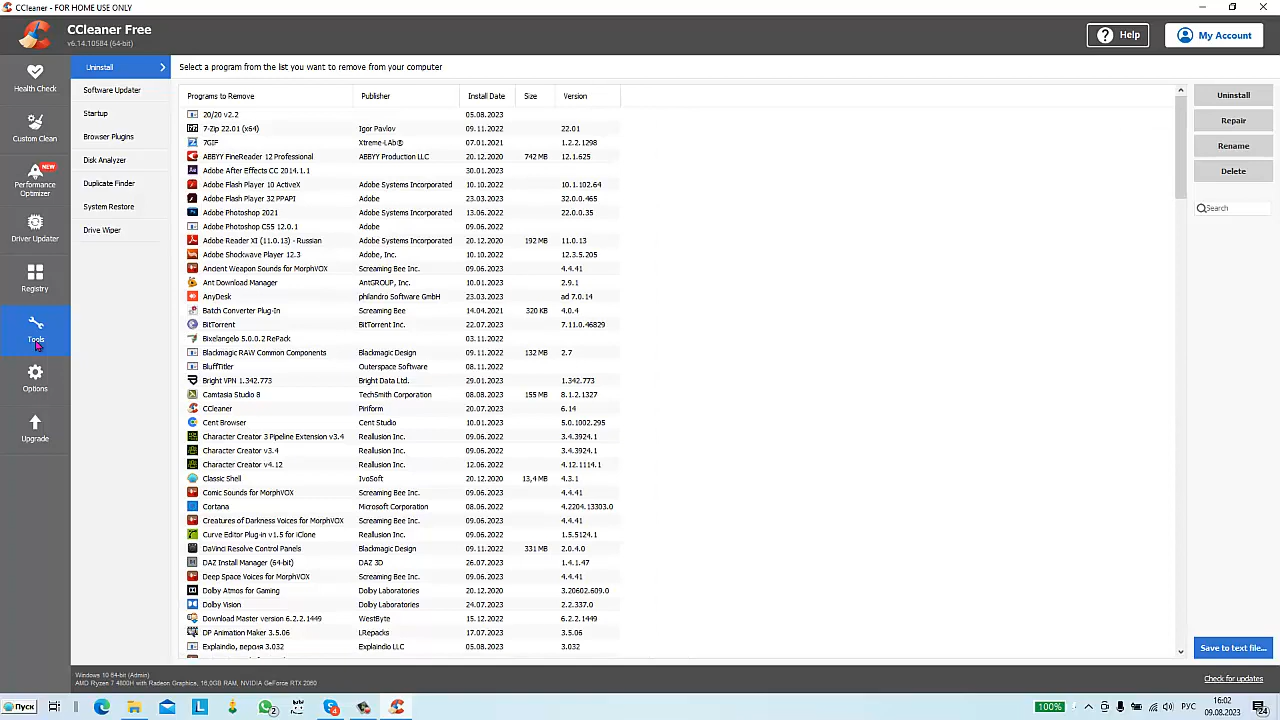 CCleaner - FOR HOME USE ONLY
CCleaner Free
v6.14.10584 (64-bit)
Help
My Account
Health Check
Custom Clean
NEW
Performance
Optimizer
Driver Updater
Registry
Tools
Options
Upgrade
Uninstall
Software Updater
Startup
Browser Plugins
Disk Analyzer
Duplicate Finder
System Restore
Drive Wiper
Select a program from the list you want to remove from your computer
Programs to Remove Publisher Install Date Size Version
20/20 v2.2 05.08.2023
7-Zip 22.01 (x64) Igor Pavlov 09.11.2022 22.01
7GIF Xtreme-LAb® 07.01.2021 1.2.2.1298
ABBYY FineReader 12 Professional ABBYY Production LLC 20.12.2020 742 MB 12.1.625
Adobe After Effects CC 2014.1.1 30.01.2023
Adobe Flash Player 10 ActiveX Adobe Systems Incorporated 10.10.2022 10.1.102.64
Adobe Flash Player 32 PPAPI Adobe 23.03.2023 32.0.0.465
Adobe Photoshop 2021 Adobe Systems Incorporated 13.06.2022 22.0.0.35
Adobe Photoshop CS5 12.0.1 Adobe 09.06.2022
Adobe Reader XI (11.0.13) - Russian Adobe Systems Incorporated 20.12.2020 192 MB 11.0.13
Adobe Shockwave Player 12.3 Adobe, Inc. 10.10.2022 12.3.5.205
Ancient Weapon Sounds for MorphVOX Screaming Bee Inc. 09.06.2023 4.4.41
Ant Download Manager AntGROUP, Inc. 10.01.2023 2.9.1
AnyDesk philandro Software GmbH 23.03.2023 ad 7.0.14
Batch Converter Plug-In Screaming Bee 14.04.2021 320 KB 4.0.4
BitTorrent BitTorrent Inc. 22.07.2023 7.11.0.46829
Bixelangelo 5.0.0.2 RePack 03.11.2022
Blackmagic RAW Common Components Blackmagic Design 09.11.2022 132 MB 2.7
BluffTitler Outerspace Software 08.11.2022
Bright VPN 1.342.773 Bright Data Ltd. 29.01.2023 1.342.773
Camtasia Studio 8 TechSmith Corporation 08.08.2023 155 MB 8.1.2.1327
CCleaner Piriform 20.07.2023 6.14
Cent Browser Cent Studio 10.01.2023 5.0.1002.295
Character Creator 3 Pipeline Extension v3.4 Reallusion Inc. 09.06.2022 3.4.3924.1
Character Creator v3.4 Reallusion Inc. 09.06.2022 3.4.3924.1
Character Creator v4.12 Reallusion Inc. 12.06.2022 4.12.1114.1
Classic Shell IvoSoft 20.12.2020 13,4 MB 4.3.1
Comic Sounds for MorphVOX Screaming Bee Inc. 09.06.2023 4.4.41
Cortana Microsoft Corporation 08.06.2022 4.2204.13303.0
Creatures of Darkness Voices for MorphVOX Screaming Bee Inc. 09.06.2023 4.4.41
Curve Editor Plug-in v1.5 for iClone Reallusion Inc. 09.06.2022 1.5.5124.1
DaVinci Resolve Control Panels Blackmagic Design 09.11.2022 331 MB 2.0.4.0
DAZ Install Manager (64-bit) DAZ 3D 26.07.2023 1.4.1.47
Deep Space Voices for MorphVOX Screaming Bee Inc. 09.06.2023 4.4.41
Dolby Atmos for Gaming Dolby Laboratories 20.12.2020 3.20602.609.0
Dolby Vision Dolby Laboratories 24.07.2023 2.2.337.0
Download Master version 6.2.2.1449 WestByte 15.12.2022 6.2.2.1449
DP Animation Maker 3.5.06 LRepacks 17.07.2023 3.5.06
Explaindio, версия 3.032 Explaindio LLC 05.08.2023 3.032
Uninstall
Repair
Rename
Delete
Search
Save to text file...
Windows 10 64-bit (Admin)
AMD Ryzen 7 4800H with Radeon Graphics, 16,0GB RAM, NVIDIA GeForce RTX 2060
Check for updates
Пуск
L
2
4
100%
РУС
16:02
09.08.2023
24